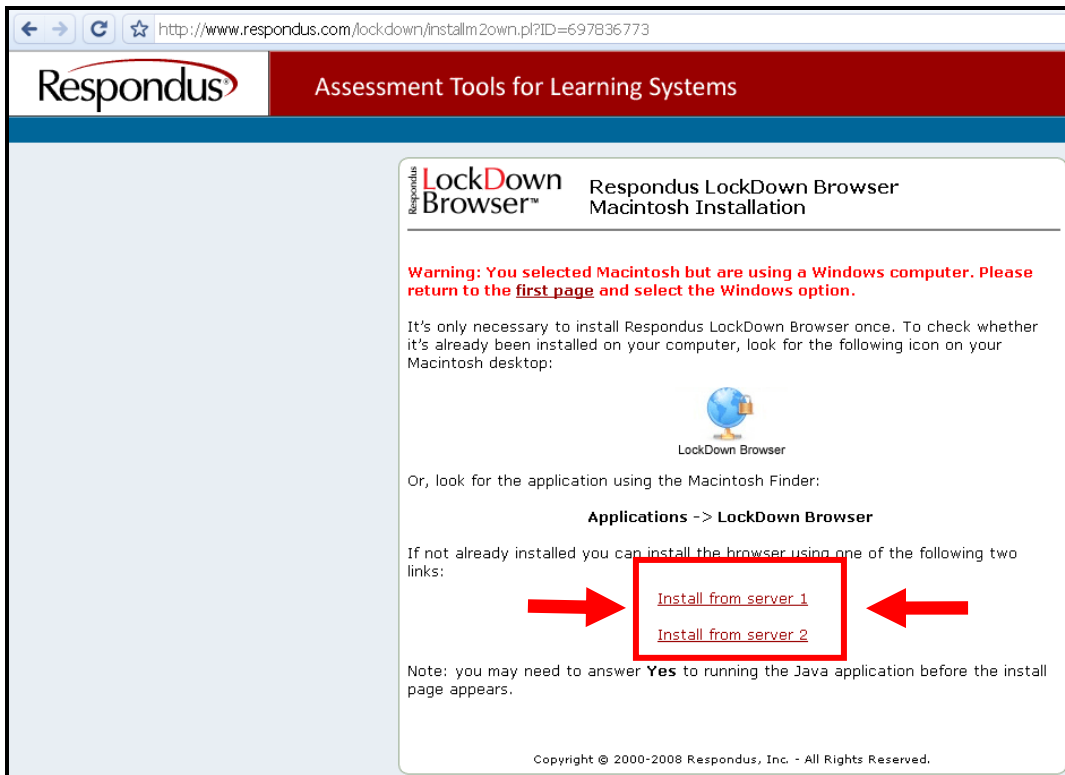 http://www.respondus.com/lockdown/installm2own.pl?ID=697836773
Respondus®
Assessment Tools for Learning Systems
Respondus
LockDown
Browser™
Respondus LockDown Browser
Macintosh Installation
Warning: You selected Macintosh but are using a Windows computer. Please
return to the first page and select the Windows option.
It's only necessary to install Respondus LockDown Browser once. To check whether
it's already been installed on your computer, look for the following icon on your
Macintosh desktop:
LockDown Browser
Or, look for the application using the Macintosh Finder:
Applications -> LockDown Browser
If not already installed you can install the browser using one of the following two
links:
Install from server 1
Install from server 2
Note: you may need to answer Yes to running the Java application before the install
page appears.
Copyright © 2000-2008 Respondus, Inc. - All Rights Reserved.